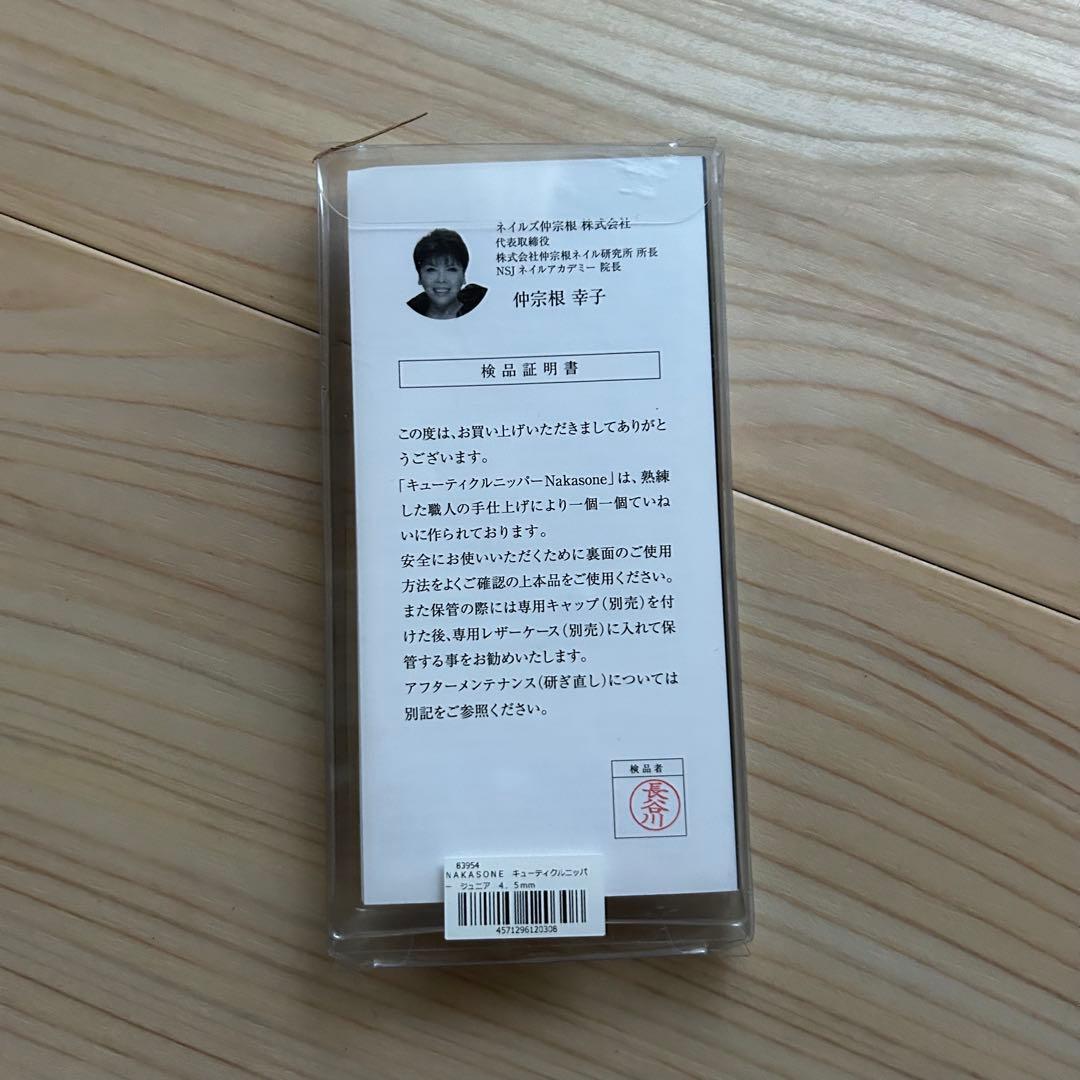 ネイルズ仲宗根 株式会社
代表取締役
株式会社仲宗根ネイル研究所 所長
NSJネイルアカデミー 院長
仲宗根 幸子
検品証明書
この度は、お買い上げいただきましてありがと
うございます。
「キューティクルニッパーNakasone」は、熟練
した職人の手仕上げにより一個一個ていね
いに作られております。
安全にお使いいただくために裏面のご使用
方法をよくご確認の上本品をご使用ください。
また保管の際には専用キャップ（別売）を付
けた後、専用レザーケース（別売）に入れて保
管する事をお勧めいたします。
アフターメンテナンス（研ぎ直し）については
別記をご参照ください。
検品者
長谷川
83954
NAKASONE キューティクルニッパ
ー ジュニア 4．5mm
4571296120308